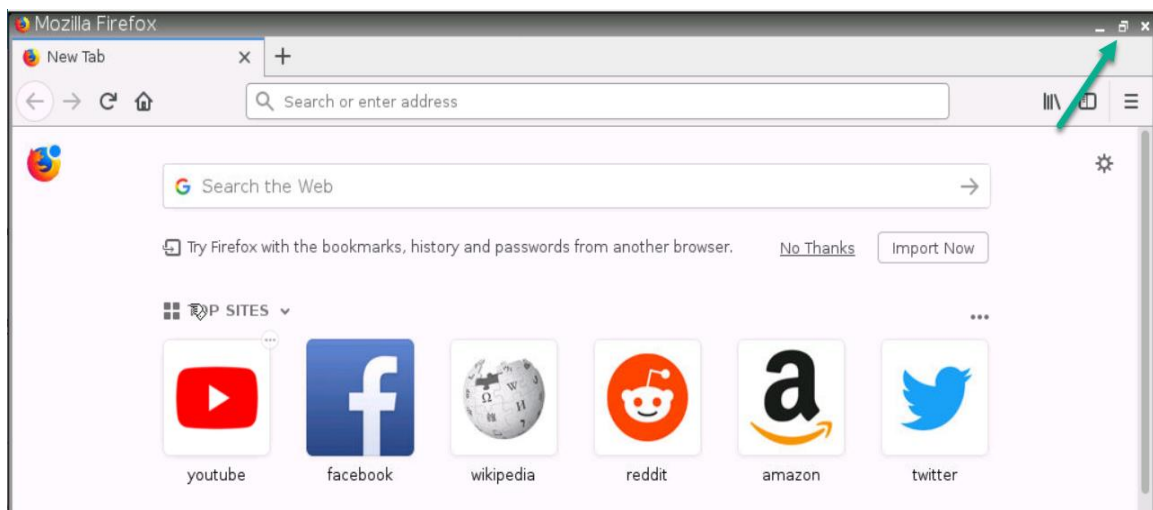 Mozilla Firefox
New Tab
Search or enter address
Search the Web
Try Firefox with the bookmarks, history and passwords from another browser. No Thanks Import Now
TOP SITES
youtube facebook wikipedia reddit amazon twitter